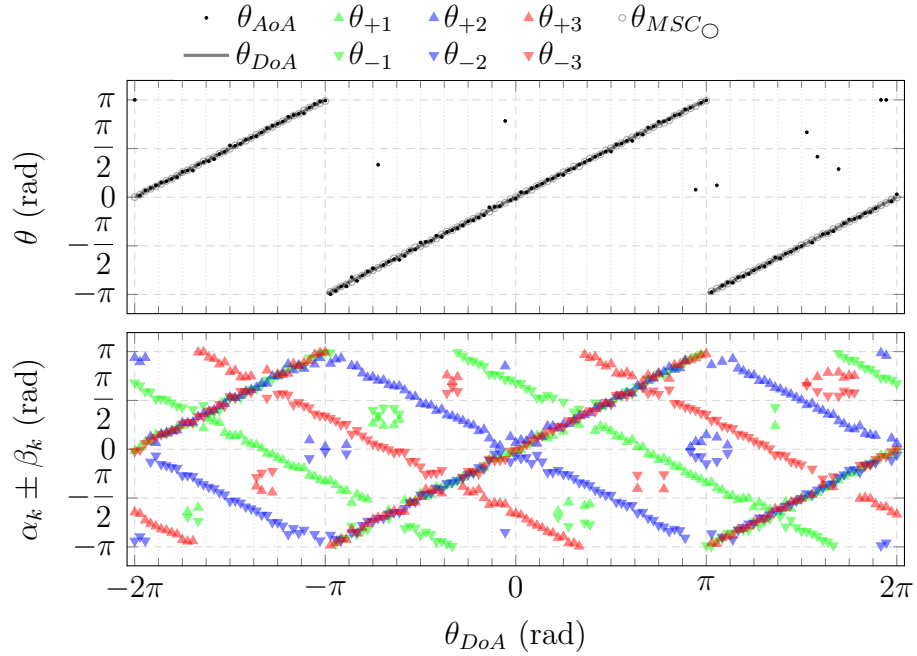 θ_AoA θ_+1 θ_+2 θ_+3 θ_MSC○
θ_DoA θ_−1 θ_−2 θ_−3
π
π/2
0
−π/2
−π
θ (rad)
π
π/2
0
−π/2
−π
α_k ± β_k (rad)
−2π −π 0 π 2π
θ_DoA (rad)